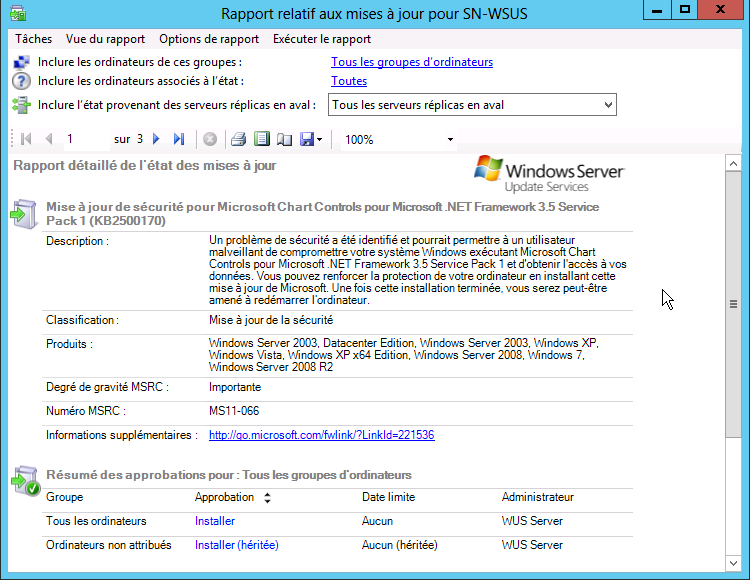 Rapport relatif aux mises à jour pour SN-WSUS
Tâches Vue du rapport Options de rapport Exécuter le rapport
Inclure les ordinateurs de ces groupes : Tous les groupes d'ordinateurs
Inclure les ordinateurs associés à l'état : Toutes
Inclure l'état provenant des serveurs réplicas en aval : Tous les serveurs réplicas en aval
1 sur 3 100%
Rapport détaillé de l'état des mises à jour
Windows Server
Update Services
Mise à jour de sécurité pour Microsoft Chart Controls pour Microsoft .NET Framework 3.5 Service
Pack 1 (KB2500170)
Description : Un problème de sécurité a été identifié et pourrait permettre à un utilisateur
malveillant de compromettre votre système Windows exécutant Microsoft Chart
Controls pour Microsoft .NET Framework 3.5 Service Pack 1 et d'obtenir l'accès à vos
données. Vous pouvez renforcer la protection de votre ordinateur en installant cette
mise à jour de Microsoft. Une fois cette installation terminée, vous serez peut-être
amené à redémarrer l'ordinateur.
Classification : Mise à jour de la sécurité
Produits : Windows Server 2003, Datacenter Edition, Windows Server 2003, Windows XP,
Windows Vista, Windows XP x64 Edition, Windows Server 2008, Windows 7,
Windows Server 2008 R2
Degré de gravité MSRC : Importante
Numéro MSRC : MS11-066
Informations supplémentaires : http://go.microsoft.com/fwlink/?LinkId=221536
Résumé des approbations pour : Tous les groupes d'ordinateurs
Groupe Approbation Date limite Administrateur
Tous les ordinateurs Installer Aucun WUS Server
Ordinateurs non attribués Installer (héritée) Aucun (héritée) WUS Server